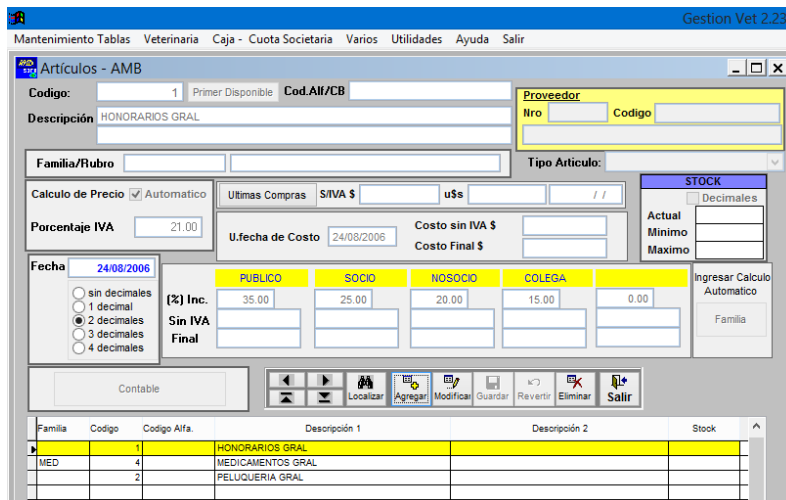 Gestion Vet 2.23
Mantenimiento Tablas Veterinaria Caja - Cuota Societaria Varios Utilidades Ayuda Salir
Artículos - AMB
Codigo: 1 Primer Disponible Cod.Alf/CB
Proveedor
Nro Codigo
Descripción HONORARIOS GRAL
Familia/Rubro Tipo Articulo:
Calculo de Precio Automatico Ultimas Compras S/IVA $ u$s / /
STOCK
Decimales
Porcentaje IVA 21.00 U.fecha de Costo 24/08/2006 Costo sin IVA $
Costo Final $
Actual
Minimo
Maximo
Fecha 24/08/2006
sin decimales
1 decimal
2 decimales
3 decimales
4 decimales
PUBLICO SOCIO NOSOCIO COLEGA
(%) Inc. 35.00 25.00 20.00 15.00 0.00
Sin IVA
Final
Ingresar Calculo
Automatico
Familia
Contable
Localizar Agregar Modificar Guardar Revertir Eliminar Salir
Familia Codigo Codigo Alfa. Descripción 1 Descripción 2 Stock
1 HONORARIOS GRAL
MED 4 MEDICAMENTOS GRAL
2 PELUQUERIA GRAL